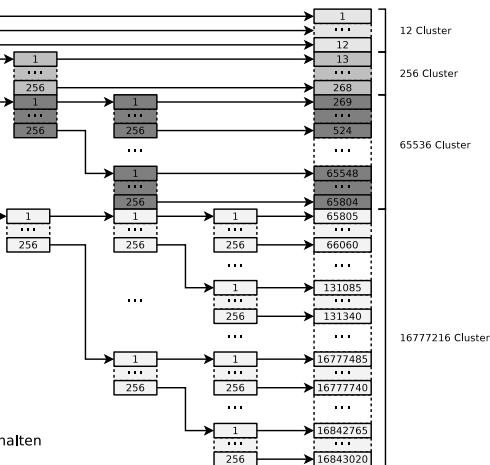 1
...
12
12 Cluster
1 13
... ...
256 268
256 Cluster
1 1 269
... ... ...
256 256 524
... ...
1 65548
... ...
256 65804
65536 Cluster
1 1 1 65805
... ... ... ...
256 256 256 66060
... ...
1 131085
... ... ...
256 131340
... ...
16777216 Cluster
1 1 16777485
... ... ...
256 256 16777740
... ...
1 16842765
halten
... ...
256 16843020